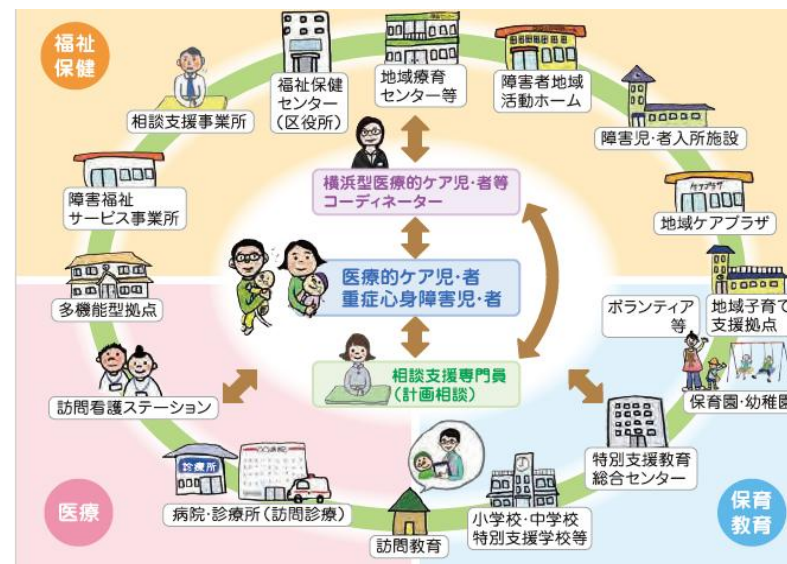 福祉
保健
相談支援事業所
福祉保健
センター
(区役所)
地域療育
センター等
障害者地域
活動ホーム
障害児・者入所施設
障害福祉
サービス事業所
横浜型医療的ケア児・者等
コーディネーター
ケアプラザ
地域ケアプラザ
多機能型拠点
医療的ケア児・者
重症心身障害児・者
ボランティア
等
地域子育て
支援拠点
訪問看護ステーション
相談支援専門員
(計画相談)
保育園・幼稚園
診療所
病院・診療所(訪問診療)
特別支援教育
総合センター
医療
訪問教育
小学校・中学校
特別支援学校等
保育
教育